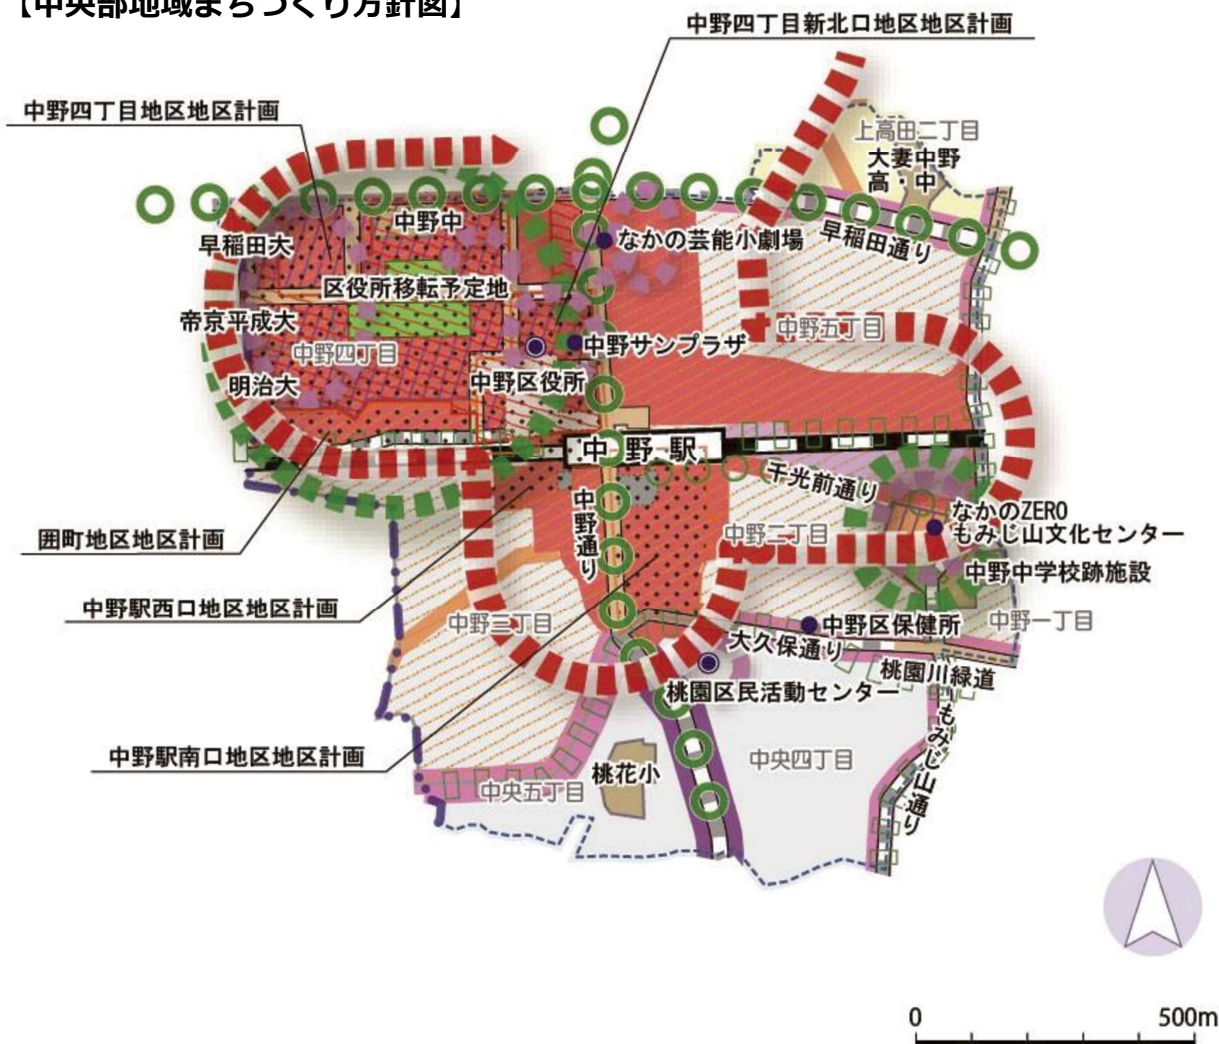 【中央部地域まちづくり方針図】
中野四丁目新北口地区地区計画
中野四丁目地区地区計画
上高田二丁目
大妻中野
高・中
中野中
早稲田大
なかの芸能小劇場
早稲田通り
区役所移転予定地
帝京平成大
中野五丁目
中野四丁目
中野サンプラザ
明治大
中野区役所
中野駅
千光前通り
中野通り
なかのZERO
もみじ山文化センター
囲町地区地区計画
中野二丁目
中野中学校跡施設
中野駅西口地区地区計画
中野三丁目
中野区保健所
中野一丁目
大久保通り
桃園川緑道
桃園区民活動センター
もみじ山通り
中野駅南口地区地区計画
桃花小
中央四丁目
中央五丁目
0
500m